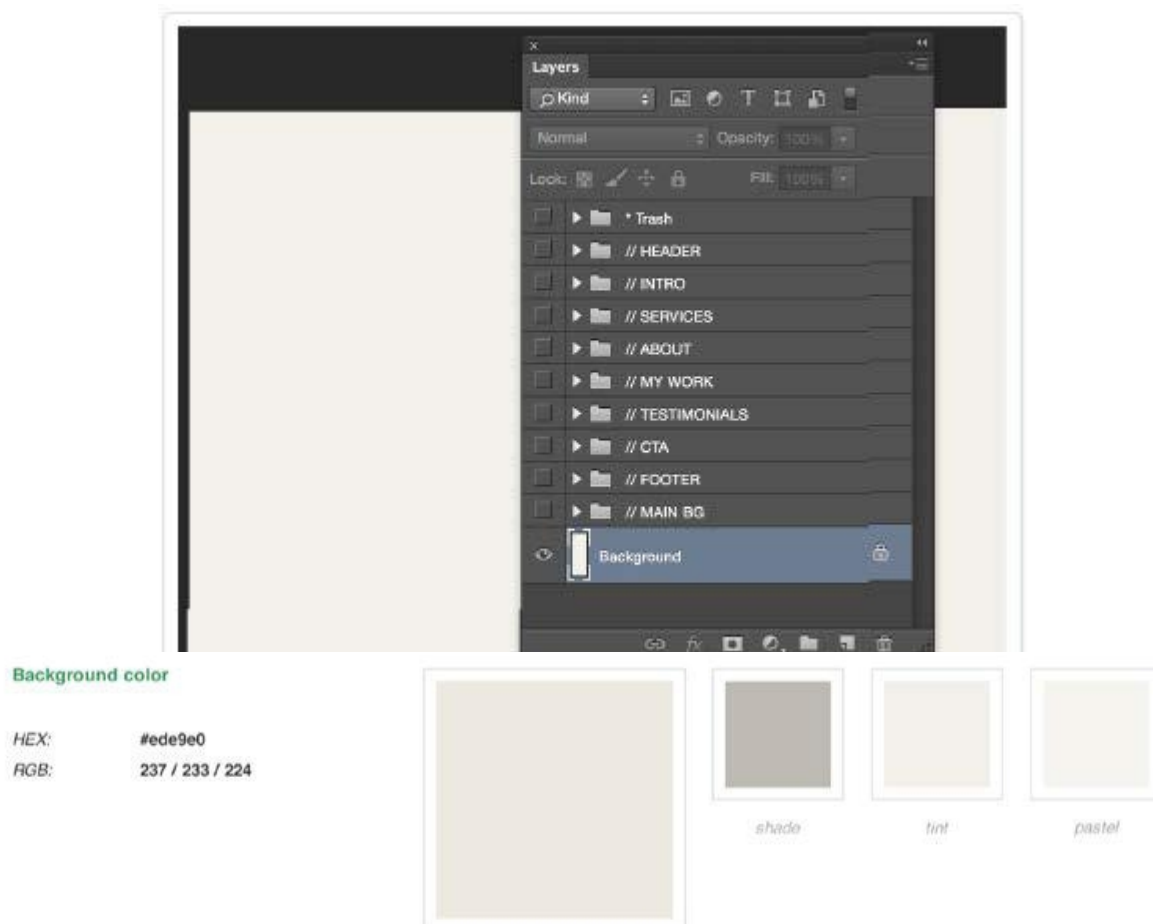 Layers
Kind
T
Normal Opacity: 100%
Lock: Fill: 100%
* Trash
// HEADER
// INTRO
// SERVICES
// ABOUT
// MY WORK
// TESTIMONIALS
// CTA
// FOOTER
// MAIN BG
Background
fx
Background color
HEX: #ede9e0
RGB: 237 / 233 / 224
shade tint pastel